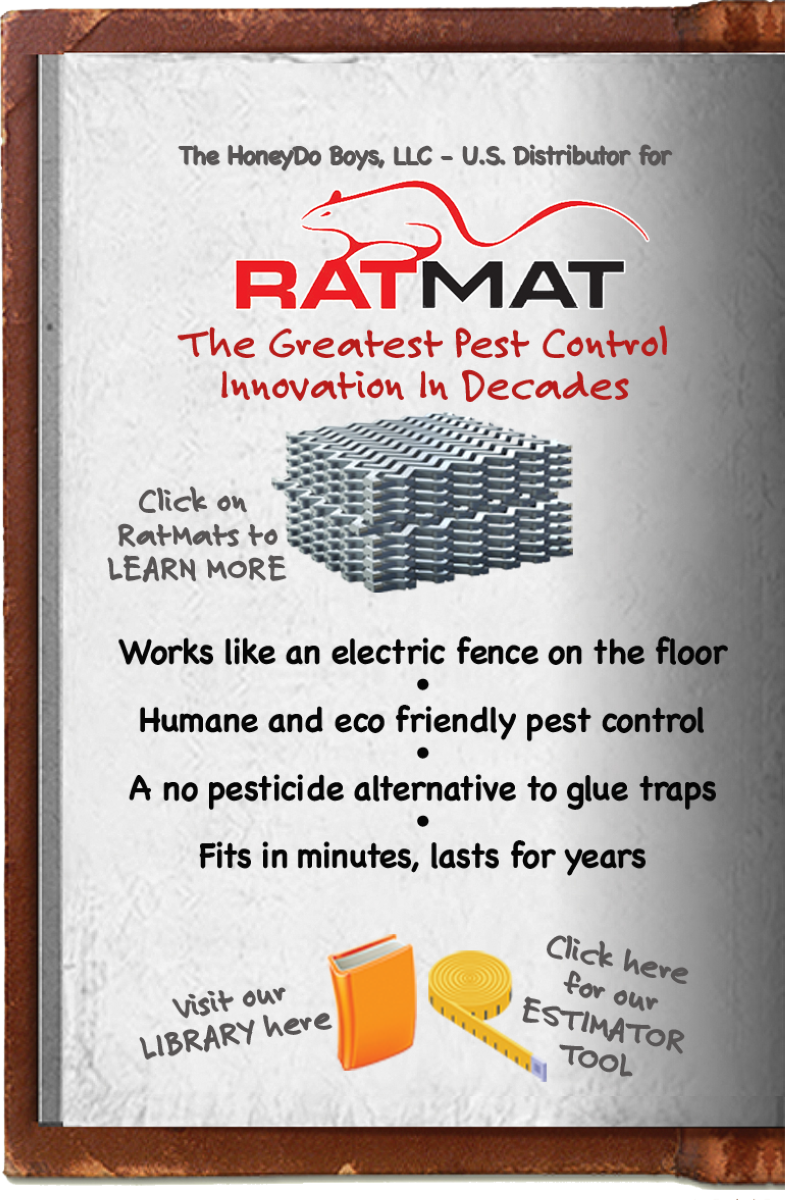 The HoneyDo Boys, LLC - U.S. Distributor for
RATMAT
The Greatest Pest Control
Innovation In Decades
Click on
RatMats to
LEARN MORE
Works like an electric fence on the floor
•
Humane and eco friendly pest control
•
A no pesticide alternative to glue traps
•
Fits in minutes, lasts for years
Visit our
LIBRARY here
Click here
for our
ESTIMATOR
TOOL